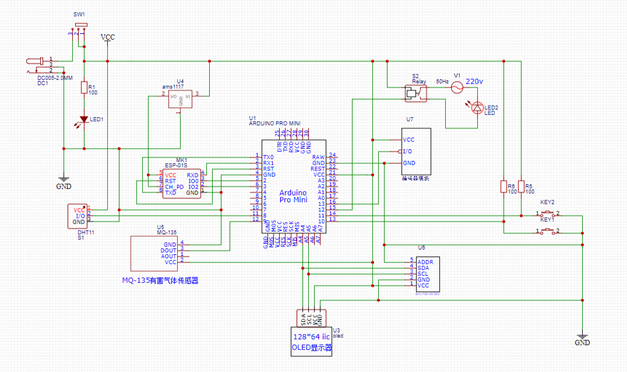 SW1
3 2 1
VCC
DC005-2.0MM
DC1
R1
100
LED1
GND
U4
ams1117
GND
U1
ARDUINO PRO MINI
Arduino
Pro Mini
TX0
RX1
REST
GND
RAW
GND
REST
VCC
A3
A2
A1
A0
13
12
11
10
MK1
ESP-01S
VCC
RST
CH_PD
TXD
RXD
IO0
IO2
GND
VCC
I/O
GND
DHT11
S1
U5
MQ-135
GND
DOUT
AOUT
VCC
MQ-135有害气体传感器
S2
Relay
V1
50Hz
220v
LED2
LED
U7
VCC
I/O
GND
R6
100
R5
100
KEY2
KEY1
U6
ADDR
SDA
SCL
GND
VCC
SDA
SCL
VCC
GND
U3
oled
128*64 iic
OLED显示器
GND